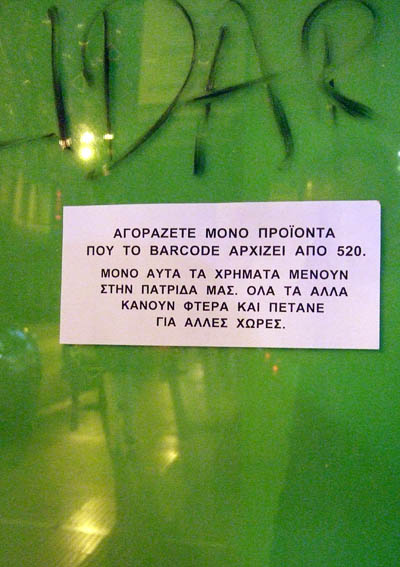 ΑΓΟΡΑΖΕΤΕ ΜΟΝΟ ΠΡΟΪΟΝΤΑ
ΠΟΥ ΤΟ BARCODE ΑΡΧΙΖΕΙ ΑΠΟ 520.
ΜΟΝΟ ΑΥΤΑ ΤΑ ΧΡΗΜΑΤΑ ΜΕΝΟΥΝ
ΣΤΗΝ ΠΑΤΡΙΔΑ ΜΑΣ. ΟΛΑ ΤΑ ΑΛΛΑ
ΚΑΝΟΥΝ ΦΤΕΡΑ ΚΑΙ ΠΕΤΑΝΕ
ΓΙΑ ΑΛΛΕΣ ΧΩΡΕΣ.